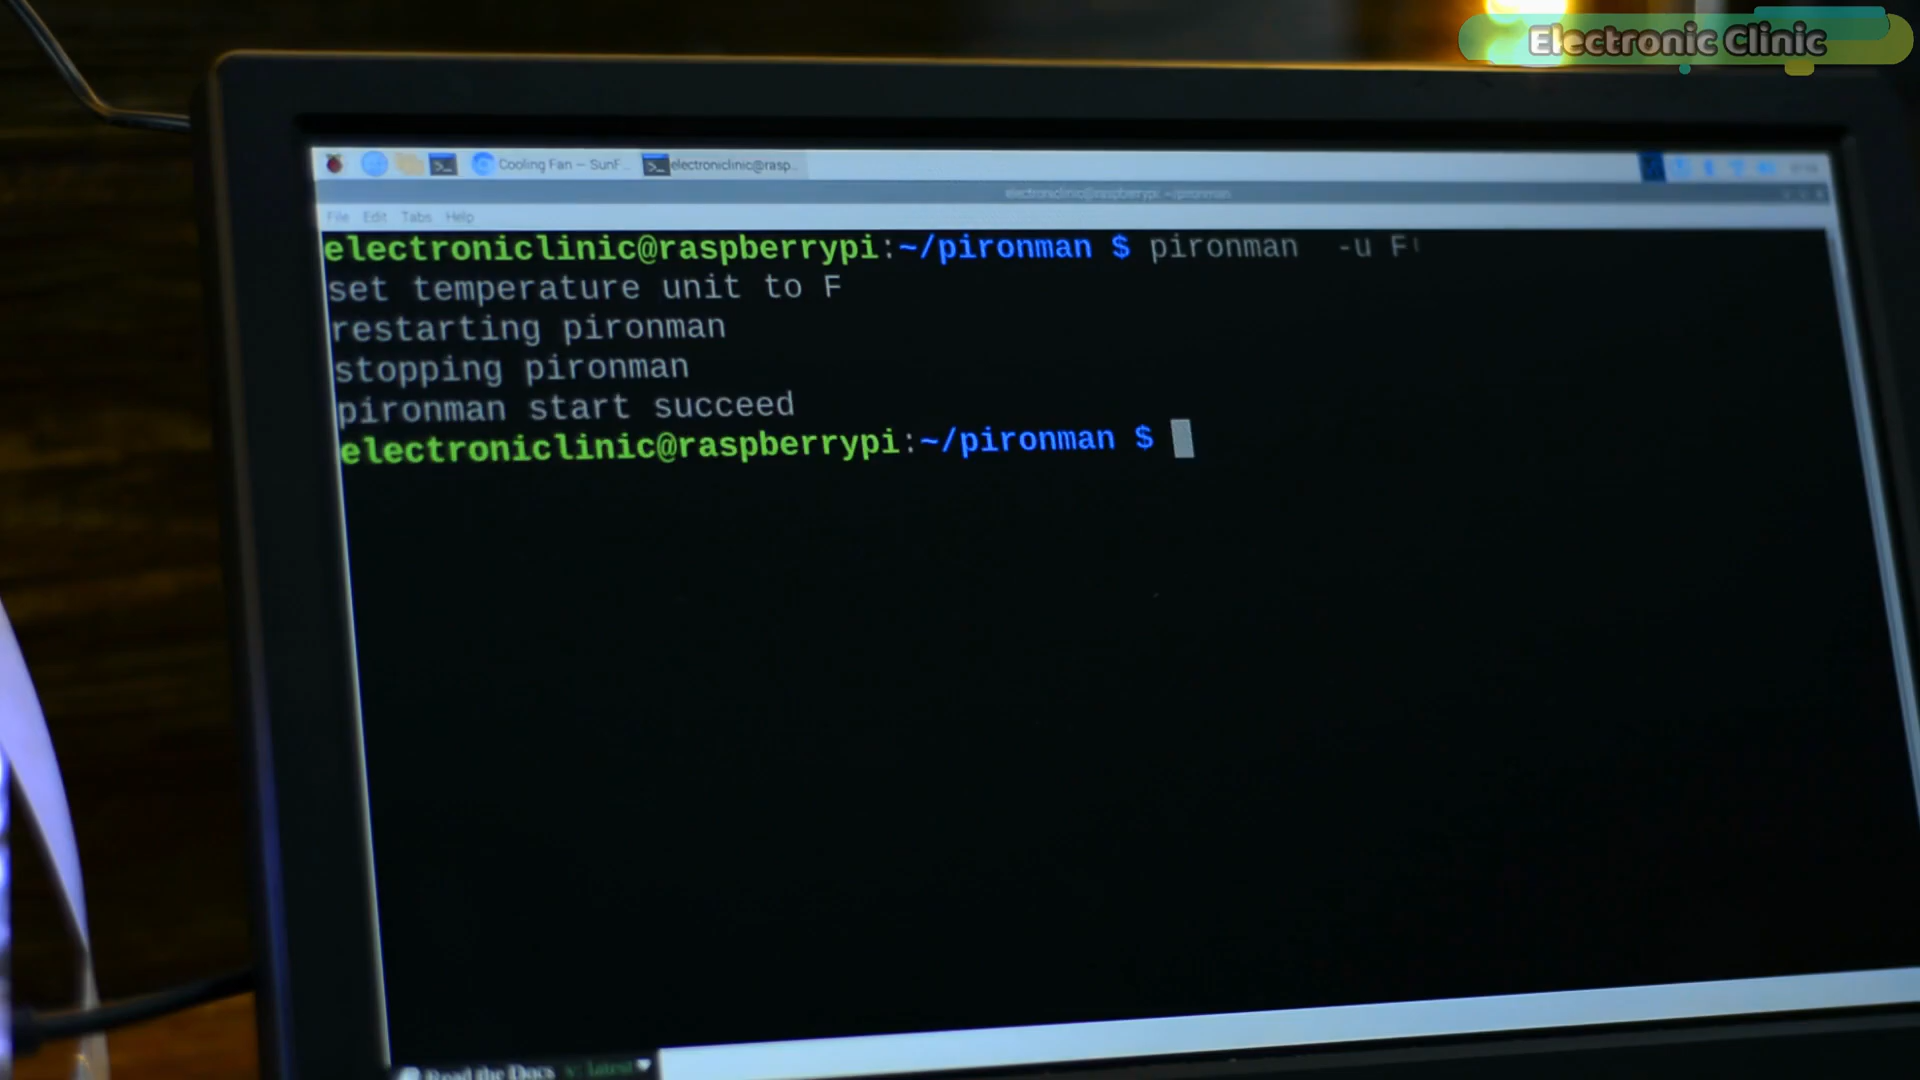 Electronic Clinic
Cooling Fan – SunF... electroniclinic@rasp...
electroniclinic@raspberrypi: ~/pironman
File Edit Tabs Help
electroniclinic@raspberrypi:~/pironman $ pironman  -u F
set temperature unit to F
restarting pironman
stopping pironman
pironman start succeed
electroniclinic@raspberrypi:~/pironman $
Read the Docs v: latest